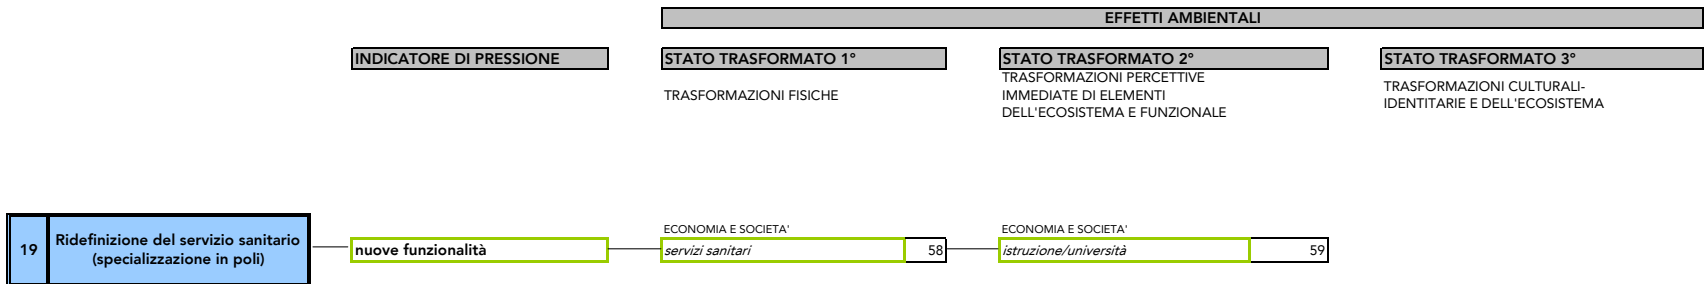 EFFETTI AMBIENTALI
INDICATORE DI PRESSIONE
STATO TRASFORMATO 1°
STATO TRASFORMATO 2°
STATO TRASFORMATO 3°
TRASFORMAZIONI FISICHE
TRASFORMAZIONI PERCETTIVE
IMMEDIATE DI ELEMENTI
DELL'ECOSISTEMA E FUNZIONALE
TRASFORMAZIONI CULTURALI-
IDENTITARIE E DELL'ECOSISTEMA
19
Ridefinizione del servizio sanitario
(specializzazione in poli)
nuove funzionalità
ECONOMIA E SOCIETA'
servizi sanitari 58
ECONOMIA E SOCIETA'
istruzione/università 59